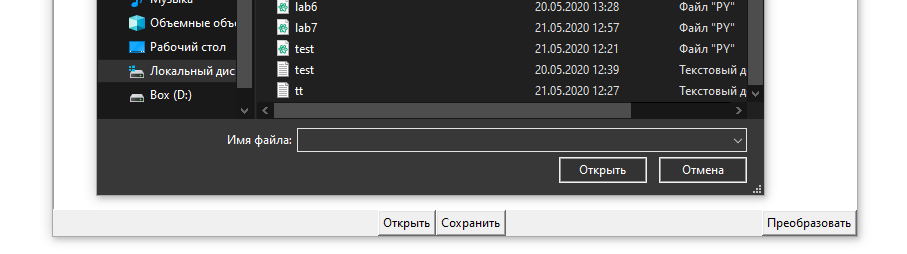 Музыка
lab6 20.05.2020 13:28 Файл "PY"
Объемные объе
lab7 21.05.2020 12:57 Файл "PY"
Рабочий стол
test 21.05.2020 12:21 Файл "PY"
Локальный дис
test 20.05.2020 12:39 Текстовый д
Box (D:)
tt 21.05.2020 12:27 Текстовый д
Имя файла:
Открыть Отмена
Открыть Сохранить Преобразовать